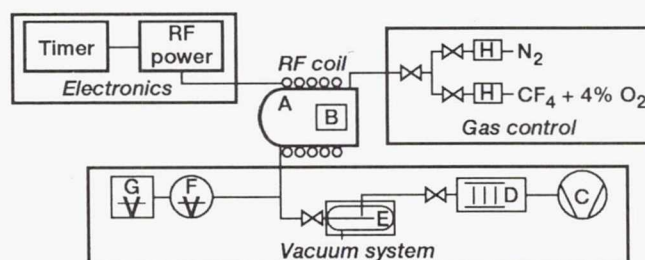 Timer
RF
power
Electronics
RF coil
A
B
H
N₂
H
CF₄ + 4% O₂
Gas control
G
F
E
D
C
Vacuum system